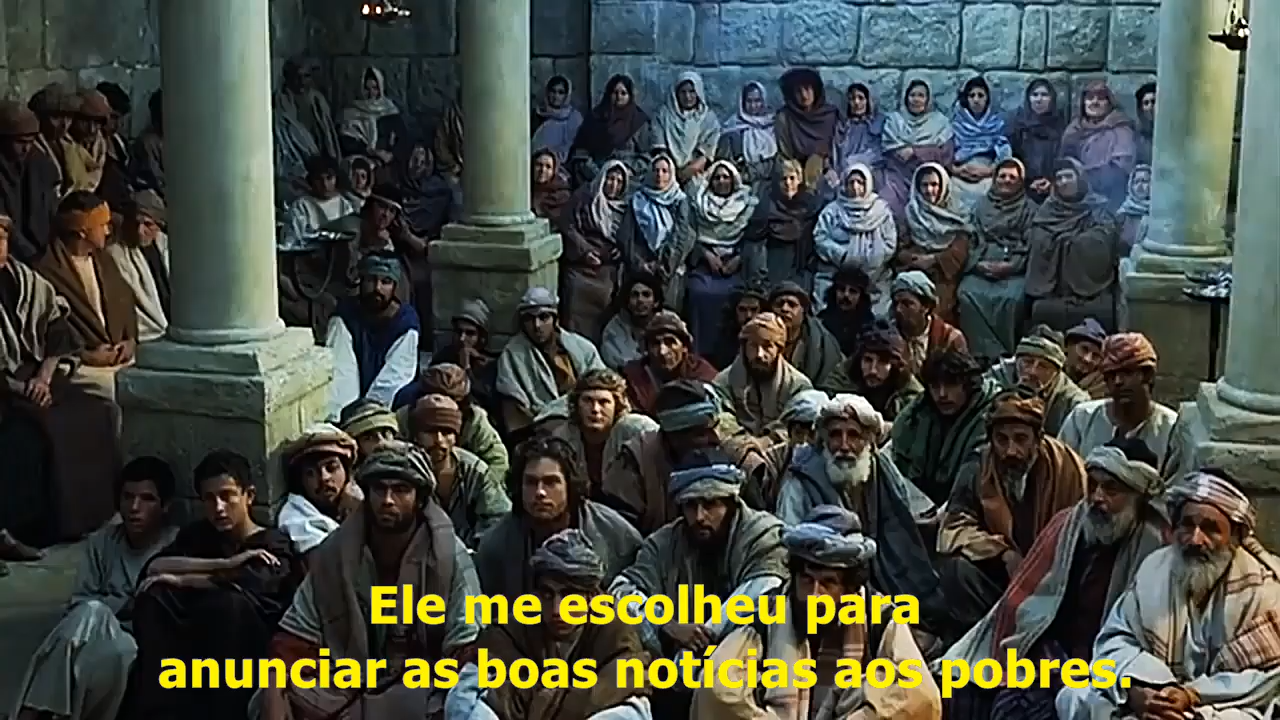 Ele me escolheu para
anunciar as boas notícias aos pobres.